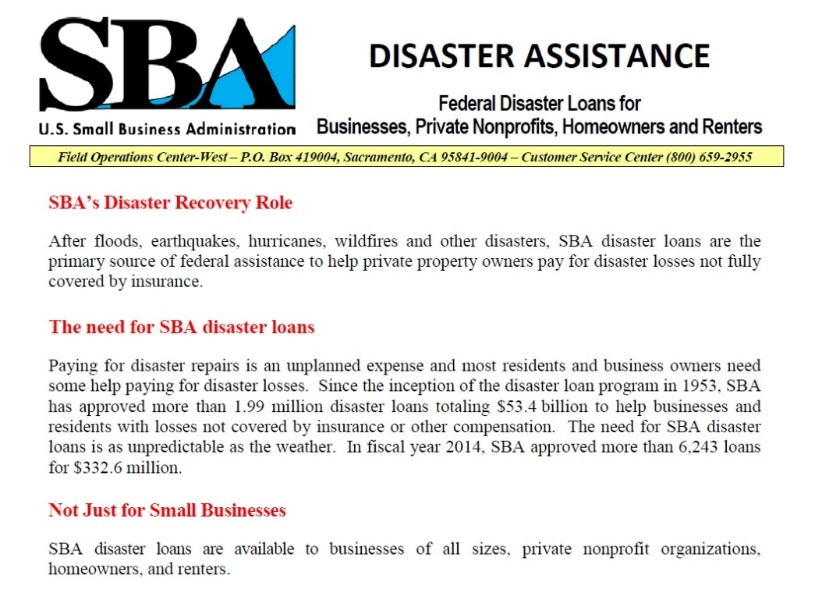 SBA
DISASTER ASSISTANCE
Federal Disaster Loans for
U.S. Small Business Administration
Businesses, Private Nonprofits, Homeowners and Renters
Field Operations Center-West – P.O. Box 419004, Sacramento, CA 95841-9004 – Customer Service Center (800) 659-2955
SBA's Disaster Recovery Role
After floods, earthquakes, hurricanes, wildfires and other disasters, SBA disaster loans are the
primary source of federal assistance to help private property owners pay for disaster losses not fully
covered by insurance.
The need for SBA disaster loans
Paying for disaster repairs is an unplanned expense and most residents and business owners need
some help paying for disaster losses. Since the inception of the disaster loan program in 1953, SBA
has approved more than 1.99 million disaster loans totaling $53.4 billion to help businesses and
residents with losses not covered by insurance or other compensation. The need for SBA disaster
loans is as unpredictable as the weather. In fiscal year 2014, SBA approved more than 6,243 loans
for $332.6 million.
Not Just for Small Businesses
SBA disaster loans are available to businesses of all sizes, private nonprofit organizations,
homeowners, and renters.